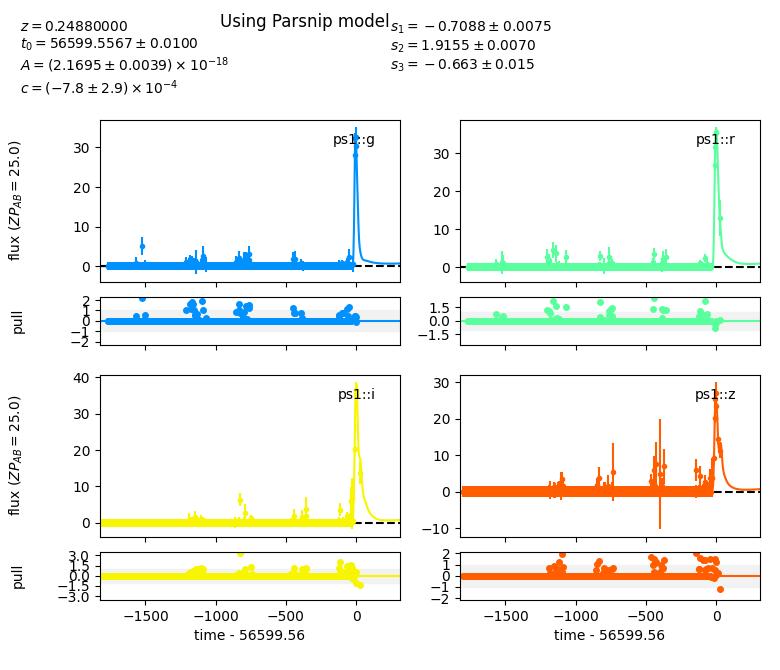 Using Parsnip model
z = 0.24880000
t0 = 56599.5567 ± 0.0100
A = (2.1695 ± 0.0039) × 10^−18
c = (−7.8 ± 2.9) × 10^−4
s1 = −0.7088 ± 0.0075
s2 = 1.9155 ± 0.0070
s3 = −0.663 ± 0.015
flux (ZP_AB = 25.0)
30
20
10
0
ps1::g
30
20
10
0
ps1::r
pull
2
1
0
−1
−2
1.5
0.0
−1.5
flux (ZP_AB = 25.0)
40
30
20
10
0
ps1::i
30
20
10
0
−10
ps1::z
pull
3.0
1.5
0.0
−1.5
−3.0
2
1
0
−1
−2
−1500 −1000 −500 0
time - 56599.56
−1500 −1000 −500 0
time - 56599.56